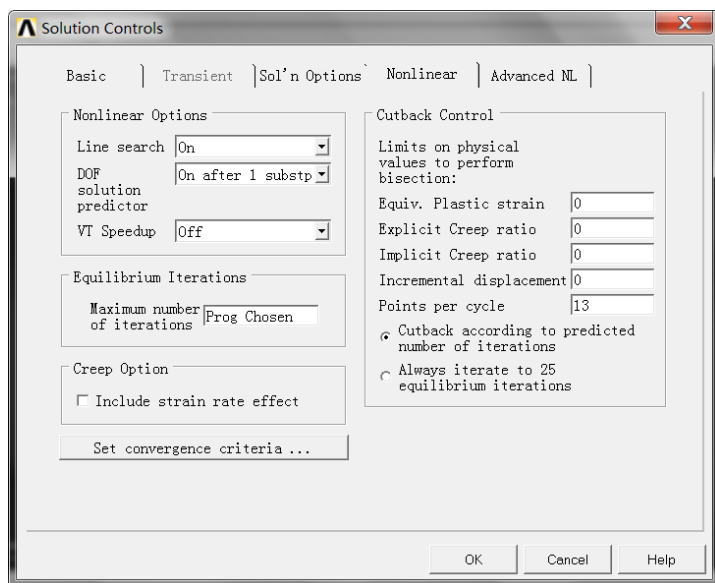 Solution Controls
Basic
Transient
Sol'n Options
Nonlinear
Advanced NL
Nonlinear Options
Line search
On
DOF
solution
predictor
On after 1 substp
VT Speedup
Off
Equilibrium Iterations
Maximum number
of iterations
Prog Chosen
Creep Option
Include strain rate effect
Set convergence criteria ...
Cutback Control
Limits on physical
values to perform
bisection:
Equiv. Plastic strain
0
Explicit Creep ratio
0
Implicit Creep ratio
0
Incremental displacement
0
Points per cycle
13
Cutback according to predicted
number of iterations
Always iterate to 25
equilibrium iterations
OK
Cancel
Help